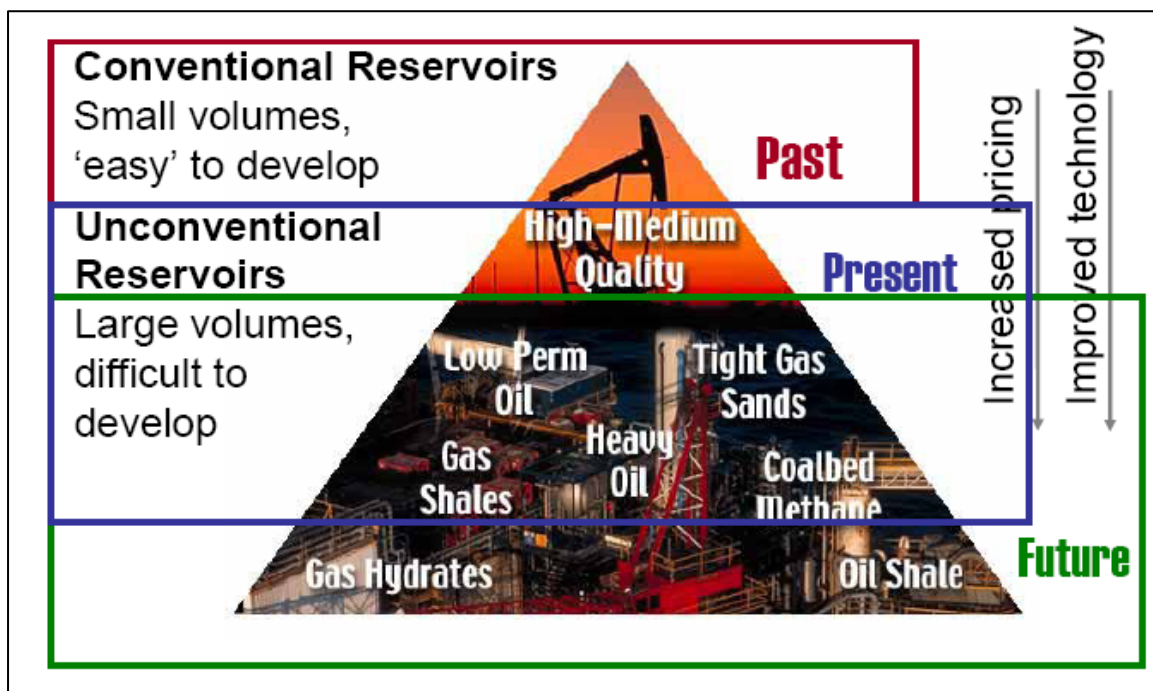 Conventional Reservoirs
Small volumes,
‘easy’ to develop
Past
Unconventional
Reservoirs
High-Medium
Quality
Present
Large volumes,
difficult to
develop
Low Perm
Oil
Tight Gas
Sands
Gas
Shales
Heavy
Oil
Coalbed
Methane
Gas Hydrates
Oil Shale
Future
Increased pricing
Improved technology